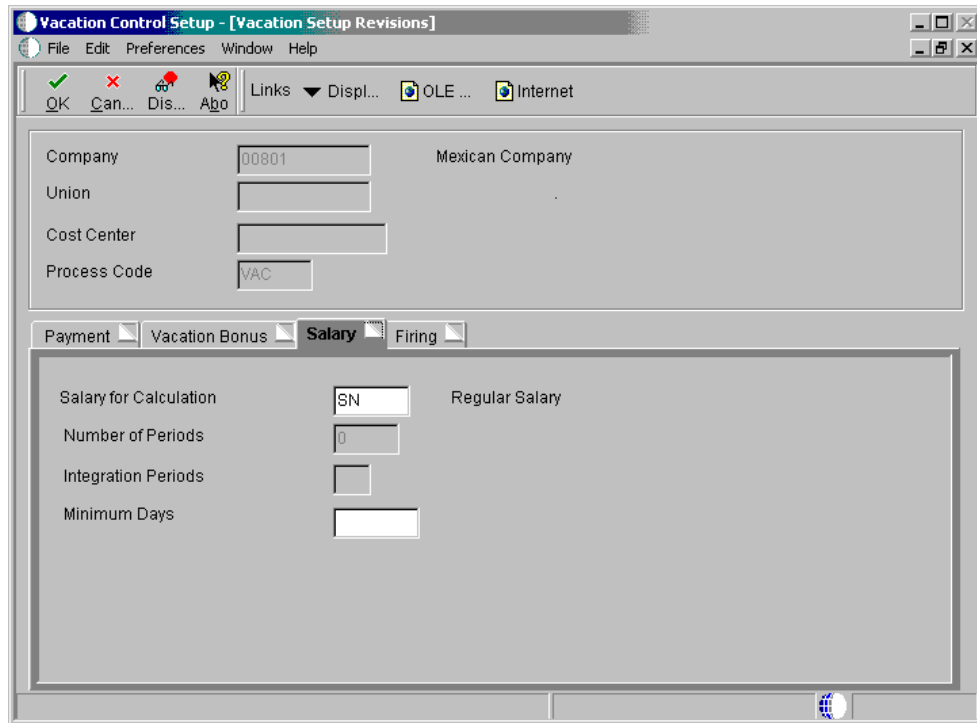 Vacation Control Setup - [Vacation Setup Revisions]
File Edit Preferences Window Help
OK Can... Dis... Abo Links Displ... OLE ... Internet
Company 00801 Mexican Company
Union .
Cost Center
Process Code VAC
Payment Vacation Bonus Salary Firing
Salary for Calculation SN Regular Salary
Number of Periods 0
Integration Periods
Minimum Days